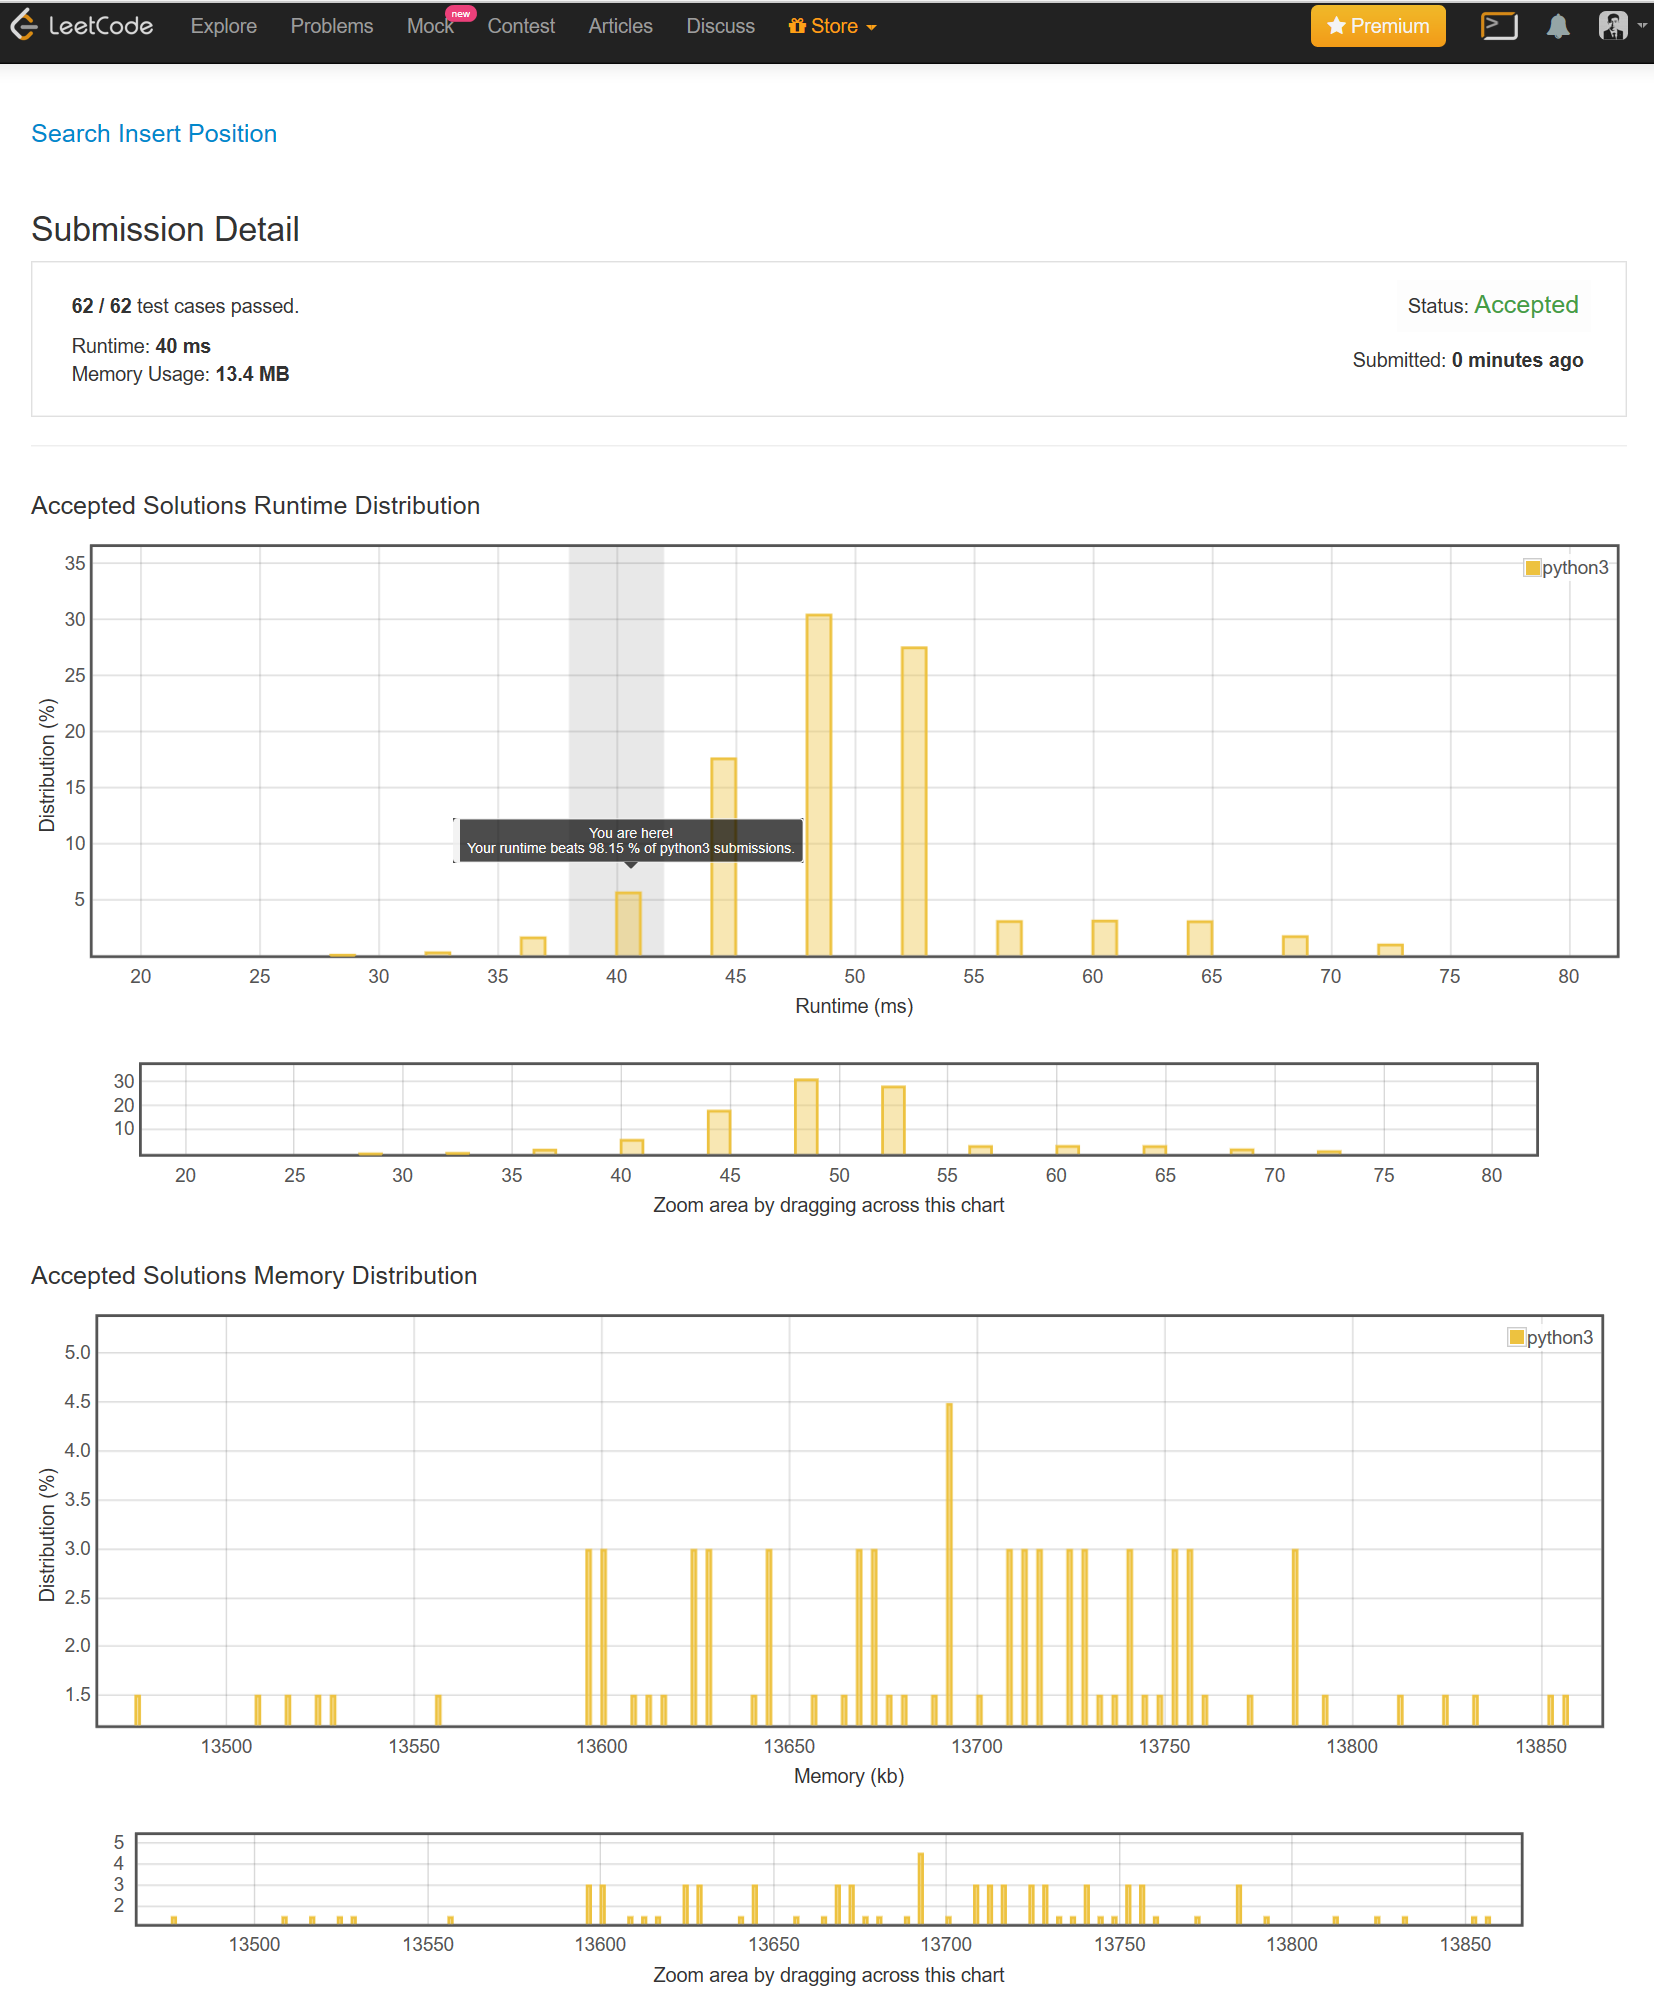 LeetCode Explore Problems Mock new Contest Articles Discuss Store Premium
Search Insert Position
Submission Detail
62 / 62 test cases passed.
Status: Accepted
Runtime: 40 ms
Submitted: 0 minutes ago
Memory Usage: 13.4 MB
Accepted Solutions Runtime Distribution
35
30
25
20
15
10
5
Distribution (%)
python3
You are here!
Your runtime beats 98.15 % of python3 submissions.
20 25 30 35 40 45 50 55 60 65 70 75 80
Runtime (ms)
30
20
10
20 25 30 35 40 45 50 55 60 65 70 75 80
Zoom area by dragging across this chart
Accepted Solutions Memory Distribution
5.0
4.5
4.0
3.5
3.0
2.5
2.0
1.5
Distribution (%)
python3
13500 13550 13600 13650 13700 13750 13800 13850
Memory (kb)
5
4
3
2
13500 13550 13600 13650 13700 13750 13800 13850
Zoom area by dragging across this chart